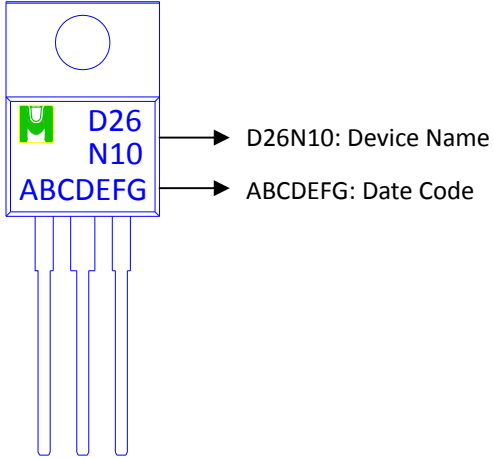 D26
N10
ABCDEFG
D26N10: Device Name
ABCDEFG: Date Code